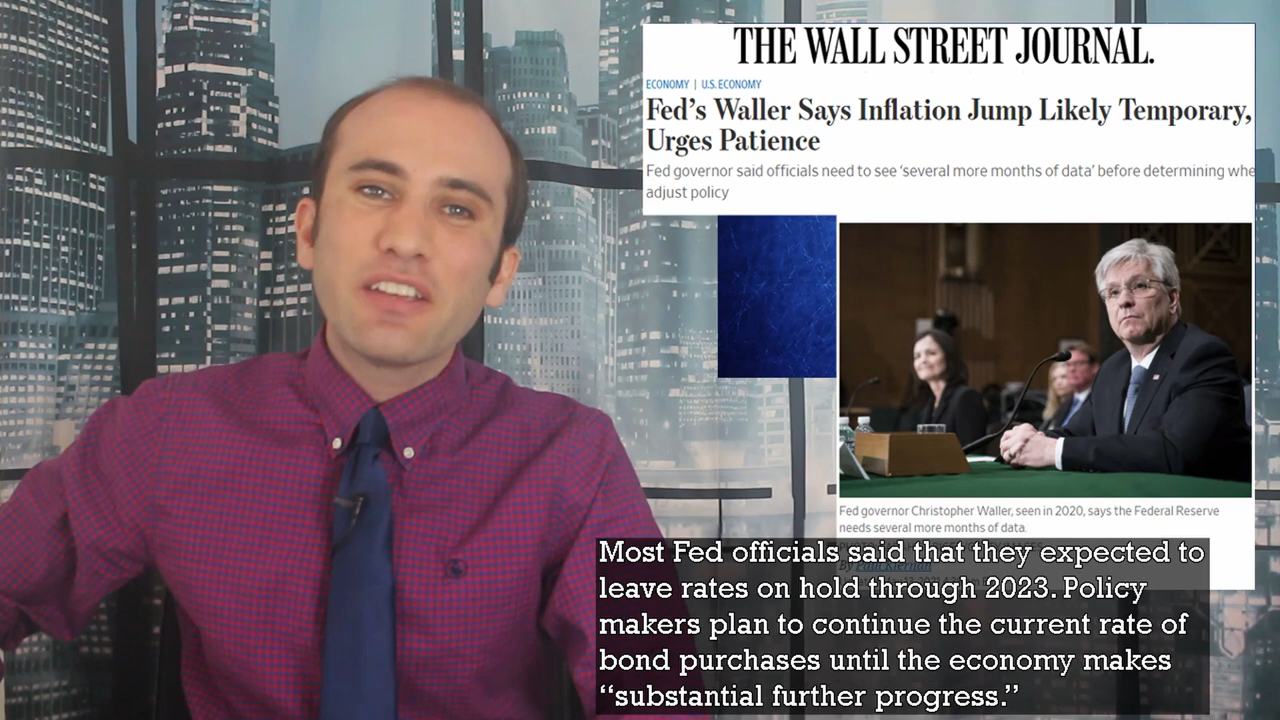 THE WALL STREET JOURNAL.
ECONOMY | U.S. ECONOMY
Fed's Waller Says Inflation Jump Likely Temporary,
Urges Patience
Fed governor said officials need to see ‘several more months of data’ before determining whe
adjust policy
Fed governor Christopher Waller, seen in 2020, says the Federal Reserve
needs several more months of data.
By
Most Fed officials said that they expected to
leave rates on hold through 2023. Policy
makers plan to continue the current rate of
bond purchases until the economy makes
“substantial further progress.”